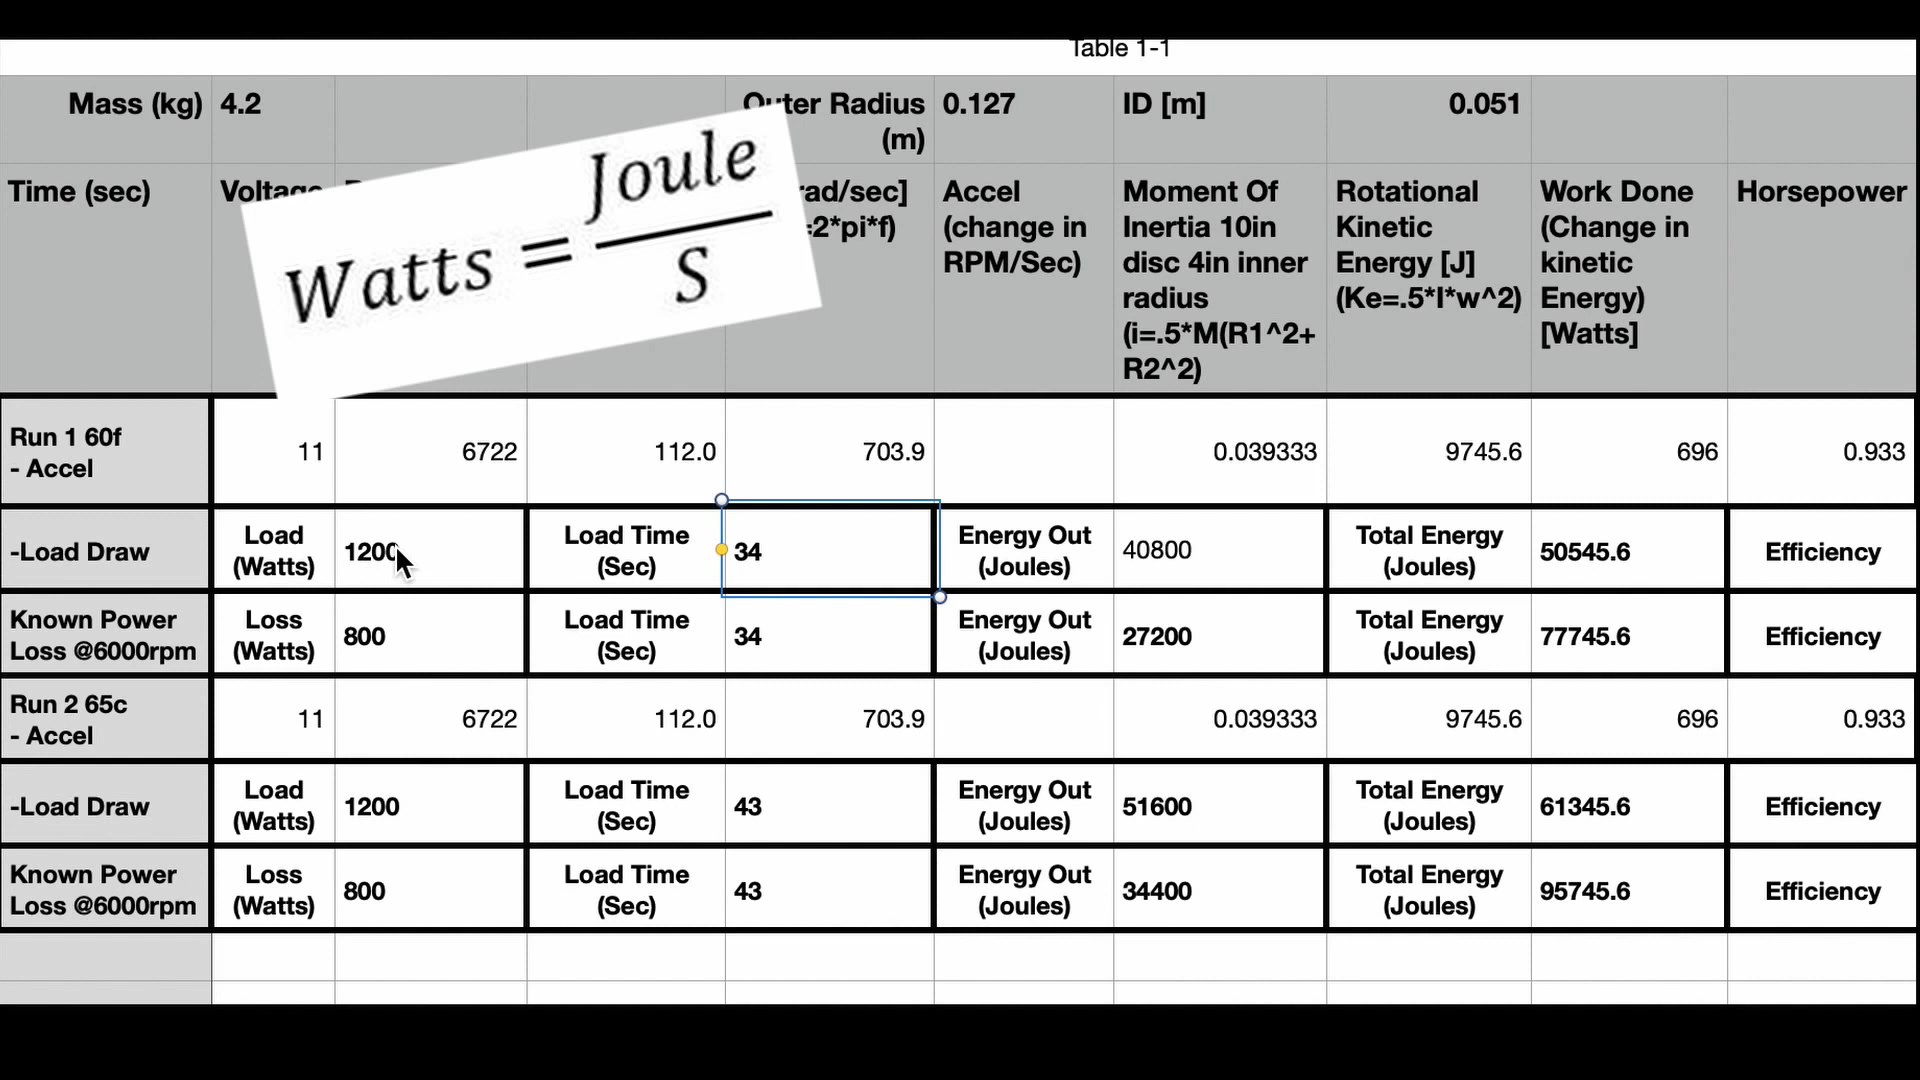 Table 1-1
Mass (kg) 4.2 Outer Radius (m) 0.127 ID [m] 0.051
Time (sec)
Voltage
rad/sec]
=2*pi*f)
Accel
(change in
RPM/Sec)
Moment Of
Inertia 10in
disc 4in inner
radius
(i=.5*M(R1^2+
R2^2)
Rotational
Kinetic
Energy [J]
(Ke=.5*I*w^2)
Work Done
(Change in
kinetic
Energy)
[Watts]
Horsepower
Watts = Joule
S
Run 1 60f
- Accel
11 6722 112.0 703.9 0.039333 9745.6 696 0.933
-Load Draw
Load
(Watts)
1200
Load Time
(Sec)
34
Energy Out
(Joules)
40800
Total Energy
(Joules)
50545.6
Efficiency
Known Power
Loss @6000rpm
Loss
(Watts)
800
Load Time
(Sec)
34
Energy Out
(Joules)
27200
Total Energy
(Joules)
77745.6
Efficiency
Run 2 65c
- Accel
11 6722 112.0 703.9 0.039333 9745.6 696 0.933
-Load Draw
Load
(Watts)
1200
Load Time
(Sec)
43
Energy Out
(Joules)
51600
Total Energy
(Joules)
61345.6
Efficiency
Known Power
Loss @6000rpm
Loss
(Watts)
800
Load Time
(Sec)
43
Energy Out
(Joules)
34400
Total Energy
(Joules)
95745.6
Efficiency